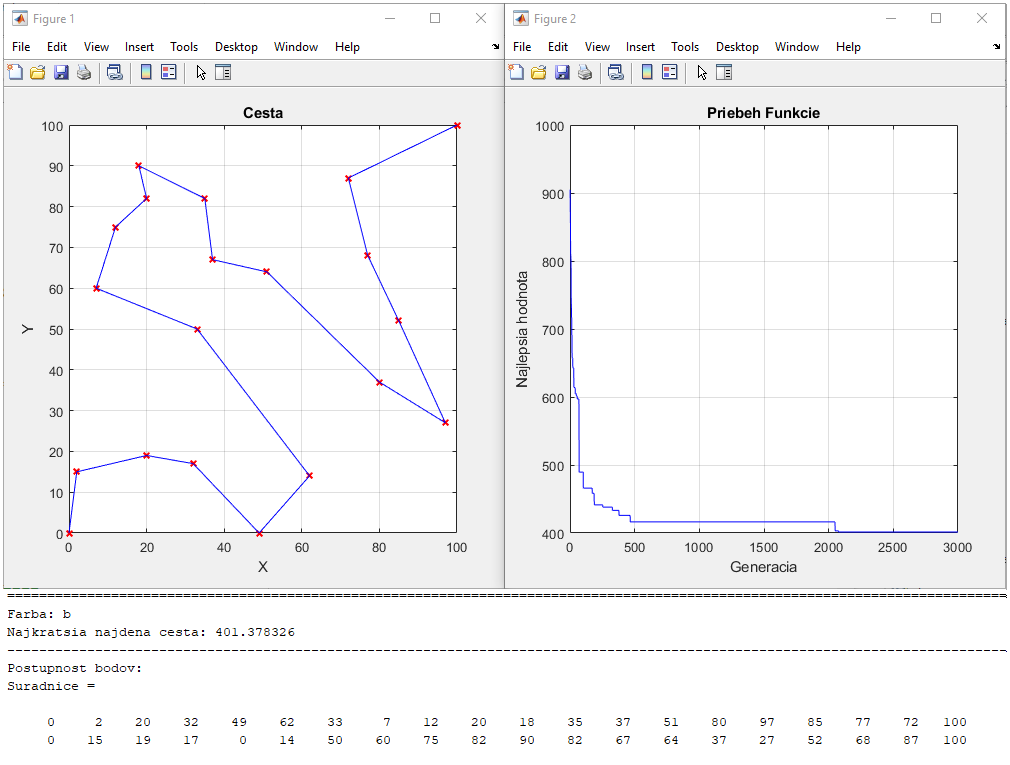 Figure 1
File Edit View Insert Tools Desktop Window Help
Cesta
100
90
80
70
60
50
40
30
20
10
0
Y
0 20 40 60 80 100
X
Figure 2
File Edit View Insert Tools Desktop Window Help
Priebeh Funkcie
1000
900
800
700
600
500
400
Najlepsia hodnota
0 500 1000 1500 2000 2500 3000
Generacia
Farba: b
Najkratsia najdena cesta: 401.378326
Postupnost bodov:
Suradnice =
0 2 20 32 49 62 33 7 12 20 18 35 37 51 80 97 85 77 72 100
0 15 19 17 0 14 50 60 75 82 90 82 67 64 37 27 52 68 87 100